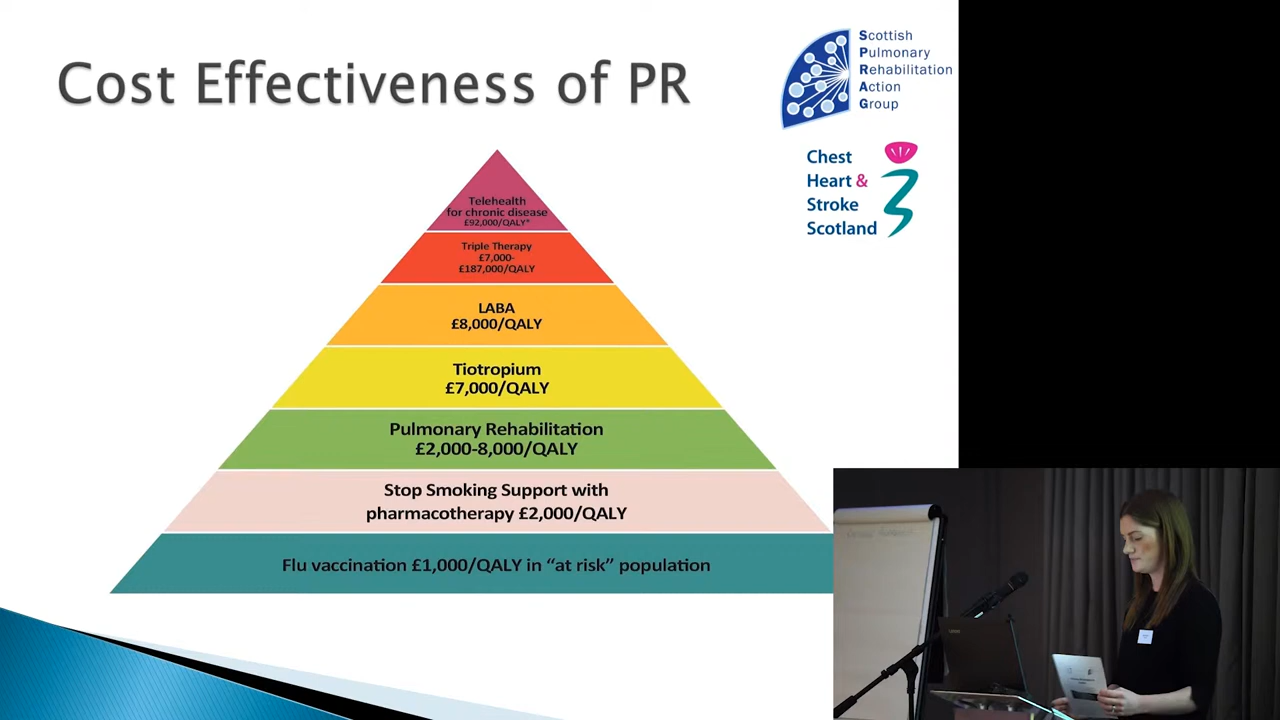 Cost Effectiveness of PR
Scottish
Pulmonary
Rehabilitation
Action
Group
Chest
Heart &
Stroke
Scotland
Telehealth
for chronic disease
£92,000/QALY*
Triple Therapy
£7,000-
£187,000/QALY
LABA
£8,000/QALY
Tiotropium
£7,000/QALY
Pulmonary Rehabilitation
£2,000-8,000/QALY
Stop Smoking Support with
pharmacotherapy £2,000/QALY
Flu vaccination £1,000/QALY in “at risk” population